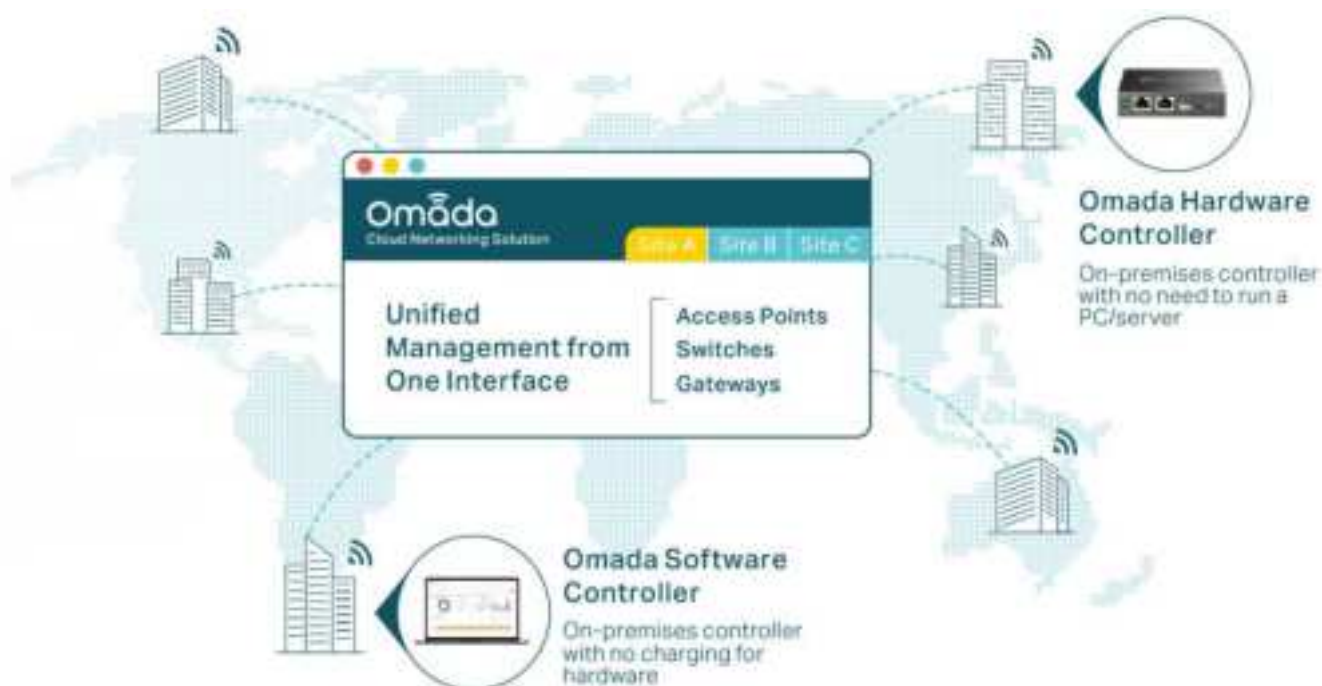 Omada
Cloud Networking Solution
Site A
Site B
Site C
Unified
Management from
One Interface
Access Points
Switches
Gateways
Omada Hardware
Controller
On-premises controller
with no need to run a
PC/server
Omada Software
Controller
On-premises controller
with no charging for
hardware